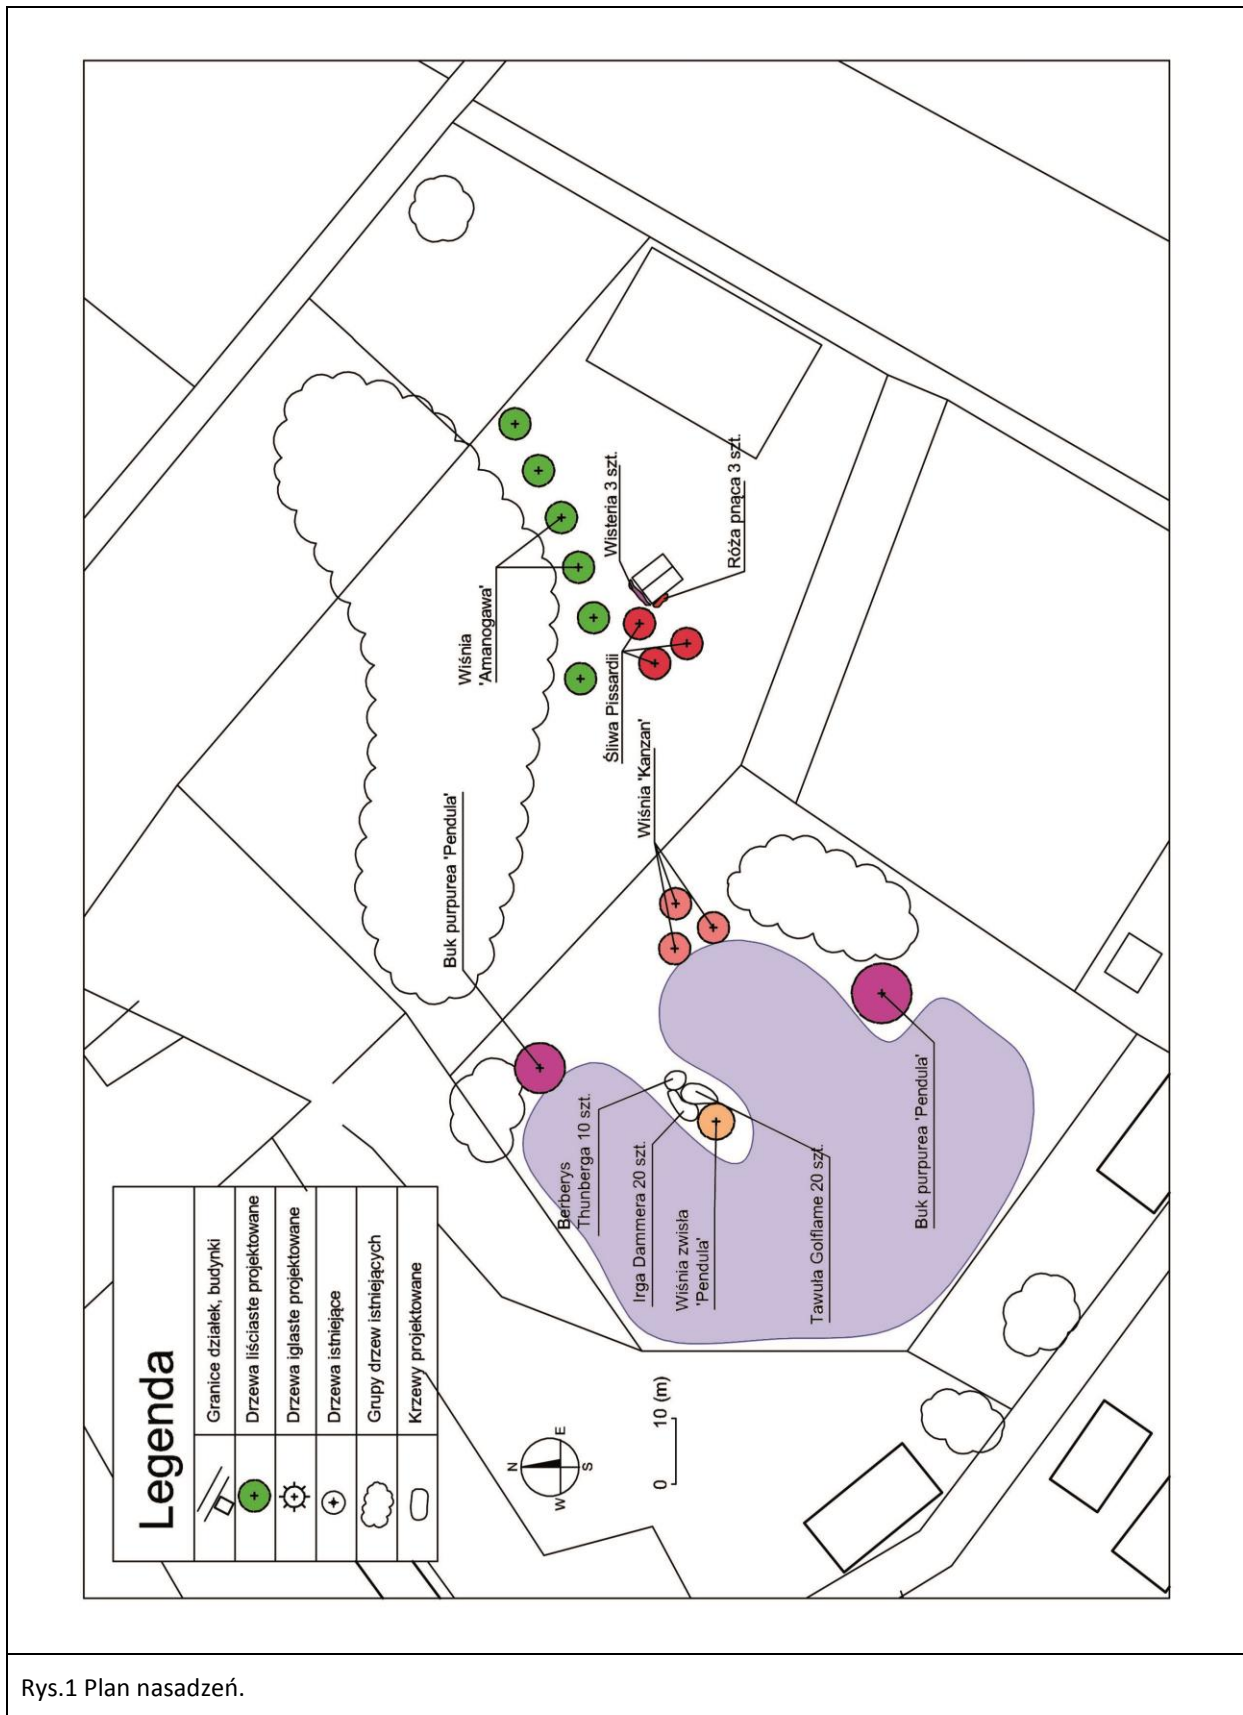 Legenda
Granice działek, budynki
Drzewa liściaste projektowane
Drzewa iglaste projektowane
Drzewa istniejące
Grupy drzew istniejących
Krzewy projektowane
N
W
E
S
0
10 (m)
Buk purpurea 'Pendula'
Wiśnia
'Amanogawa'
Wisteria 3 szt.
Róża pnąca 3 szt.
Śliwa Pissardii
Wiśnia 'Kanzan'
Berberys
Thunberga 10 szt.
Irga Dammera 20 szt.
Wiśnia zwisła
'Pendula'
Tawuła Golflame 20 szt.
Buk purpurea 'Pendula'
Rys.1 Plan nasadzeń.